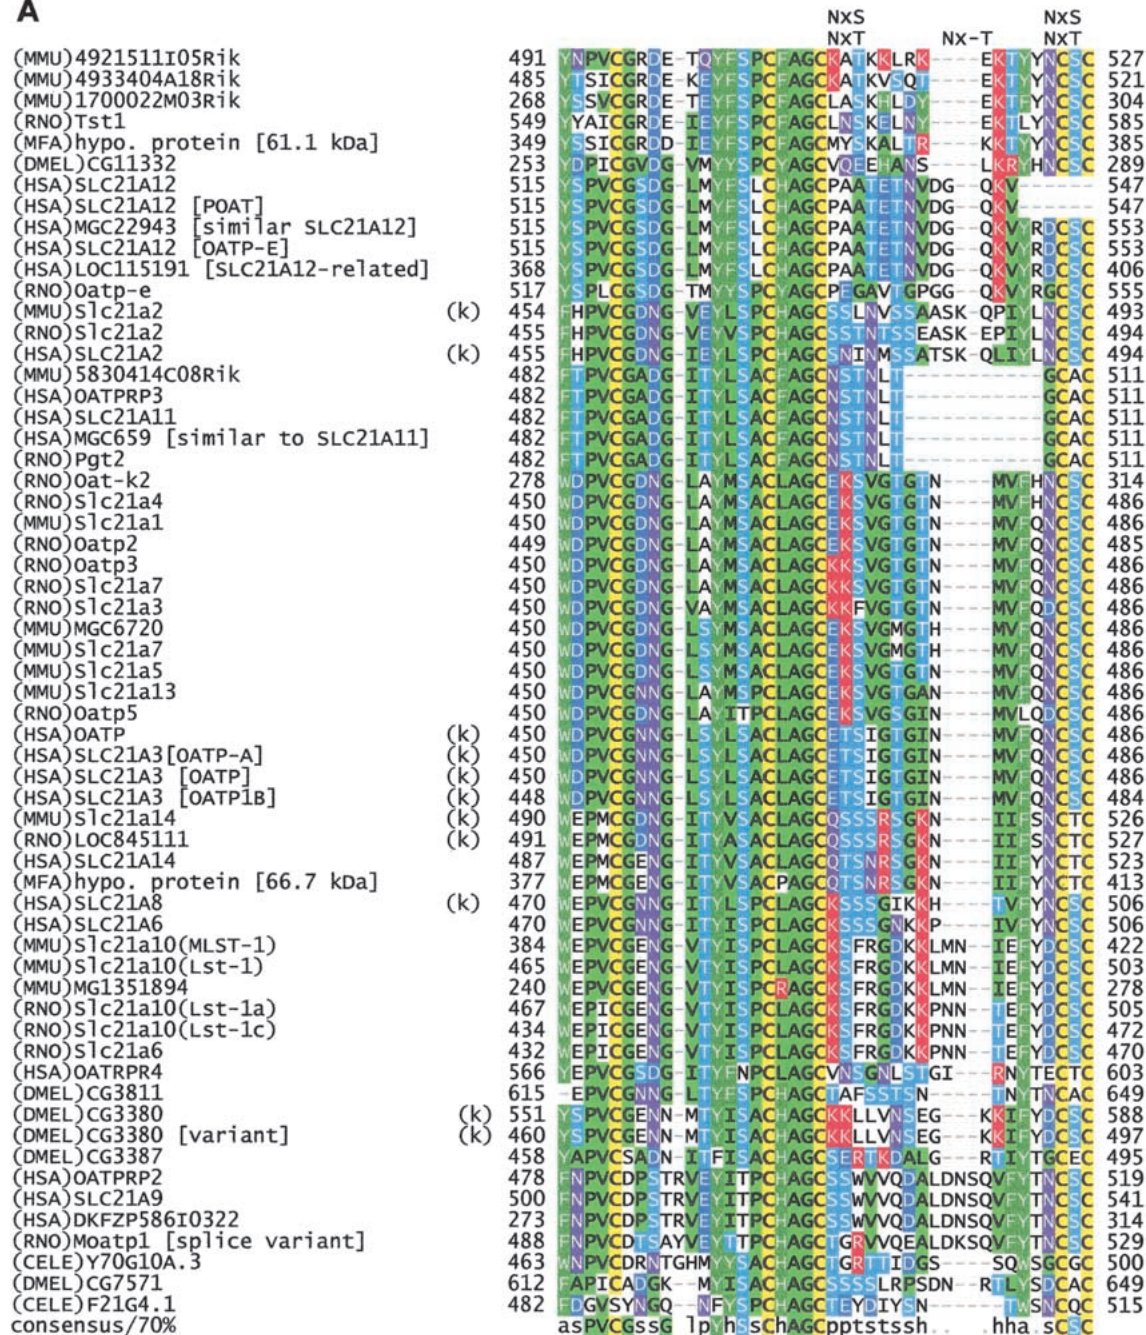 A
NxS NxS
NxT Nx-T NxT
(MMU)4921511I05Rik 491 YNPVCGRDE-TQYFSPCFAGCKATKKLRK----EKTYYNCSC 527
(MMU)4933404A18Rik 485 YTSICGRDE-KEYFSPCFAGCKATKVSQT----EKTYYNCSC 521
(MMU)1700022M03Rik 268 YSSVCGRDE-TEYFSPCFAGCLASKHLDY----EKTFYNCSC 304
(RNO)Tst1 549 YYAICGRDE-IEYFSPCFAGCLNSKELNY----EKTLYNCSC 585
(MFA)hypo. protein [61.1 kDa] 349 YSSICGRDD-IEYFSPCFAGCMYSKALTR----KKTYYNCSC 385
(DMEL)CG11332 253 YDPICGVDG-VMYYSPCYAGCVQEEHANS----LKRYHNCSC 289
(HSA)SLC21A12 515 YSPVCGSDG-LMYFSLCHAGCPAATETNVDG--QKV------ 547
(HSA)SLC21A12 [POAT] 515 YSPVCGSDG-LMYFSLCHAGCPAATETNVDG--QKV------ 547
(HSA)MGC22943 [similar SLC21A12] 515 YSPVCGSDG-LMYFSLCHAGCPAATETNVDG--QKVYRDCSC 553
(HSA)SLC21A12 [OATP-E] 515 YSPVCGSDG-LMYFSLCHAGCPAATETNVDG--QKVYRDCSC 553
(HSA)LOC115191 [SLC21A12-related] 368 YSPVCGSDG-LMYFSLCHAGCPAATETNVDG--QKVYRDCSC 406
(RNO)Oatp-e 517 YSPLCGSDG-TMYYSPCHAGCPEGAVTGPGG--QKVYRGCSC 555
(MMU)Slc21a2 (k) 454 FHPVCGDNG-VEYLSPCHAGCSSLNVSSAASK-QPIYLNCSC 493
(RNO)Slc21a2 455 FHPVCGDNG-VEYVSPCHAGCSSTNTSSEASK-EPIYLNCSC 494
(HSA)SLC21A2 (k) 455 FHPVCGDNG-IEYLSPCHAGCSNINMSSATSK-QLIYLNCSC 494
(MMU)5830414C08Rik 482 FTPVCGADG-ITYLSACFAGCNSTNLT-----------GCAC 511
(HSA)OATPRP3 482 FTPVCGADG-ITYLSACFAGCNSTNLT-----------GCAC 511
(HSA)SLC21A11 482 FTPVCGADG-ITYLSACFAGCNSTNLT-----------GCAC 511
(HSA)MGC659 [similar to SLC21A11] 482 FTPVCGADG-ITYLSACFAGCNSTNLT-----------GCAC 511
(RNO)Pgt2 482 FTPVCGADG-ITYLSACFAGCNSTNLT-----------GCAC 511
(RNO)Oat-k2 278 WDPVCGDNG-LAYMSACLAGCEKSVGTGTN-----MVFHNCSC 314
(RNO)Slc21a4 450 WDPVCGDNG-LAYMSACLAGCEKSVGTGTN-----MVFHNCSC 486
(MMU)Slc21a1 450 WDPVCGDNG-LAYMSACLAGCEKSVGTGTN-----MVFQNCSC 486
(RNO)Oatp2 449 WDPVCGDNG-LAYMSACLAGCEKSVGTGTN-----MVFQNCSC 485
(RNO)Oatp3 450 WDPVCGDNG-LAYMSACLAGCKKSVGTGTN-----MVFQNCSC 486
(RNO)Slc21a7 450 WDPVCGDNG-LAYMSACLAGCKKSVGTGTN-----MVFQNCSC 486
(RNO)Slc21a3 450 WDPVCGDNG-VAYMSACLAGCKKFVGTGTN-----MVFQDCSC 486
(MMU)MGC6720 450 WDPVCGDNG-LSYMSACLAGCEKSVGMGTH-----MVFQNCSC 486
(MMU)Slc21a7 450 WDPVCGDNG-LSYMSACLAGCEKSVGMGTH-----MVFQNCSC 486
(MMU)Slc21a5 450 WDPVCGDNG-LSYMSACLAGCEKSVGTGTN-----MVFQNCSC 486
(MMU)Slc21a13 450 WDPVCGNNG-LAYMSPCLAGCEKSVGTGAN-----MVFQNCSC 486
(RNO)Oatp5 450 WDPVCGDNG-LAYITPCLAGCEKSVGSGIN-----MVLQDCSC 486
(HSA)OATP (k) 450 WDPVCGNNG-LSYLSACLAGCETSIGTGIN-----MVFQNCSC 486
(HSA)SLC21A3[OATP-A] (k) 450 WDPVCGNNG-LSYLSACLAGCETSIGTGIN-----MVFQNCSC 486
(HSA)SLC21A3 [OATP] (k) 450 WDPVCGNNG-LSYLSACLAGCETSIGTGIN-----MVFQNCSC 486
(HSA)SLC21A3 [OATP1B] (k) 448 WDPVCGNNG-LSYLSACLAGCETSIGTGIN-----MVFQNCSC 484
(MMU)Slc21a14 (k) 490 WEPMCGDNG-ITYVSACLAGCQSSSRSGKN-----IIFSNCTC 526
(RNO)LOC845111 (k) 491 WEPMCGDNG-ITYVSACLAGCQSSSRSGKN-----IIFSNCTC 527
(HSA)SLC21A14 487 WEPMCGENG-ITYVSACLAGCQTSNRSGKN-----IIFYNCTC 523
(MFA)hypo. protein [66.7 kDa] 377 WEPMCGENG-ITYVSACPAGCQTSNRSGKN-----IIFYNCTC 413
(HSA)SLC21A8 (k) 470 WEPVCGNNG-ITYLSPCLAGCKSSSGIKKH-----TVFYNCSC 506
(HSA)SLC21A6 470 WEPVCGNNG-ITYISPCLAGCKSSSGNKKP-----IVFYNCSC 506
(MMU)Slc21a10(MLST-1) 384 WEPVCGENG-VTYISPCLAGCKSFRGDKKLMN--IEFYDCSC 422
(MMU)Slc21a10(Lst-1) 465 WEPVCGENG-VTYISPCLAGCKSFRGDKKLMN--IEFYDCSC 503
(MMU)MG1351894 240 WEPVCGENG-VTYISPCRAGCKSFRGDKKLMN--IEFYDCSC 278
(RNO)Slc21a10(Lst-1a) 467 WEPICGENG-VTYISPCLAGCKSFRGDKKPNN--TEFYDCSC 505
(RNO)Slc21a10(Lst-1c) 434 WEPICGENG-VTYISPCLAGCKSFRGDKKPNN--TEFYDCSC 472
(RNO)Slc21a6 432 WEPICGENG-VTYISPCLAGCKSFRGDKKPNN--TEFYDCSC 470
(HSA)OATRPR4 566 YEPVCGSDG-ITYFNPCLAGCVNSGNLSTGI---RNYTECTC 603
(DMEL)CG3811 615 -EPVCGNNG-LTYFSPCHAGCTAFSSTSN-----TNYTNCAC 649
(DMEL)CG3380 (k) 551 YSPVCGENN-MTYISACHAGCKKLLVNSEG---KKIFYDCSC 588
(DMEL)CG3380 [variant] (k) 460 YSPVCGENN-MTYISACHAGCKKLLVNSEG---KKIFYDCSC 497
(DMEL)CG3387 458 YAPVCSADN-ITFISACHAGCSERTKDALG---RTIYTGCEC 495
(HSA)OATPRP2 478 FNPVCDPSTRVEYITPCHAGCSSWVVQDALDNSQVFYTNCSC 519
(HSA)SLC21A9 500 FNPVCDPSTRVEYITPCHAGCSSWVVQDALDNSQVFYTNCSC 541
(HSA)DKFZP586I0322 273 FNPVCDPSTRVEYITPCHAGCSSWVVQDALDNSQVFYTNCSC 314
(RNO)Moatp1 [splice variant] 488 FNPVCDTSAYVEYTTPCHAGCTGRVVQEALDKSQVFYTNCSC 529
(CELE)Y70G10A.3 463 WNPVCDRNTGHMYYSACHAGCTGRTTIDGS----SQWSGCGC 500
(DMEL)CG7571 612 FAPICADGK--MYISACHAGCSSSSLRPSDN--RTLYSDCAC 649
(CELE)F21G4.1 482 FDGVSYNGQ--NFYSPCHAGCTEYDIYSN------TWSNCQC 515
consensus/70% asPVCGssG lpYhSsChAGCpptstssh.....hha.sCSC